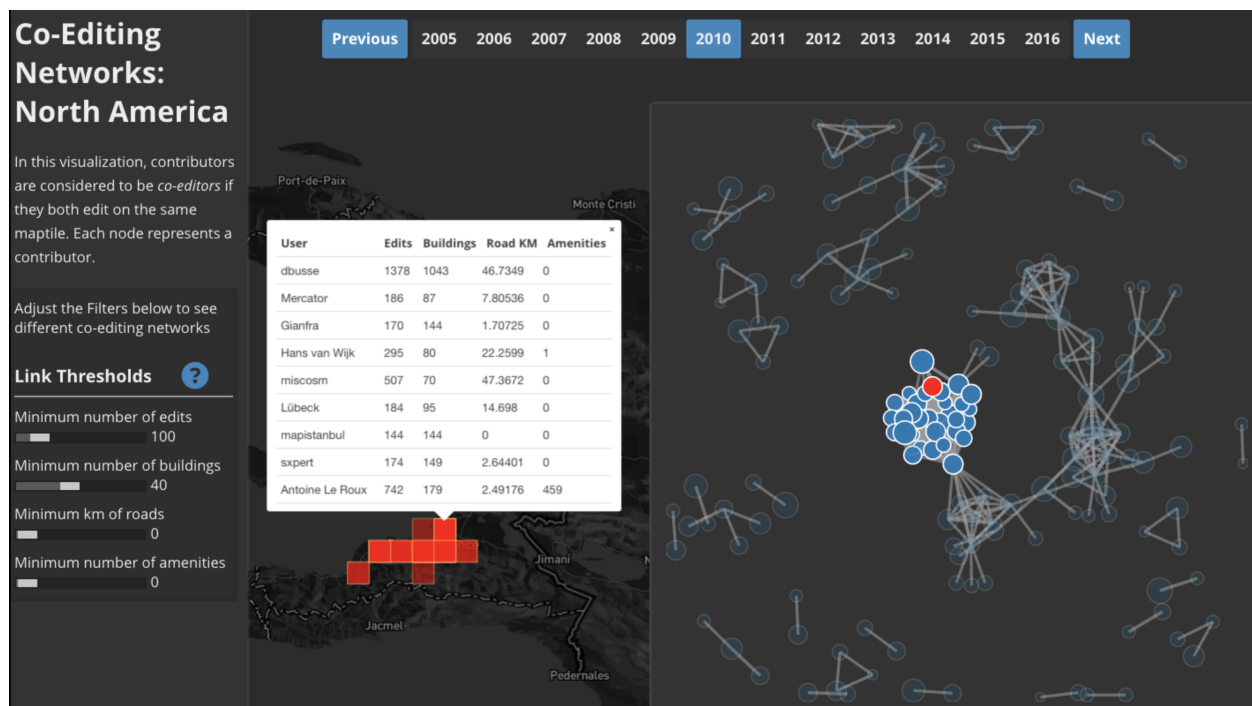 Co-Editing
Networks:
North America
In this visualization, contributors
are considered to be co-editors if
they both edit on the same
maptile. Each node represents a
contributor.
Adjust the Filters below to see
different co-editing networks
Link Thresholds ?
Minimum number of edits
100
Minimum number of buildings
40
Minimum km of roads
0
Minimum number of amenities
0
Previous 2005 2006 2007 2008 2009 2010 2011 2012 2013 2014 2015 2016 Next
Port-de-Paix
Monte Cristi
×
User Edits Buildings Road KM Amenities
dbusse 1378 1043 46.7349 0
Mercator 186 87 7.80536 0
Gianfra 170 144 1.70725 0
Hans van Wijk 295 80 22.2599 1
miscosm 507 70 47.3672 0
Lübeck 184 95 14.698 0
mapistanbul 144 144 0 0
sxpert 174 149 2.64401 0
Antoine Le Roux 742 179 2.49176 459
Jimani
Jacmel
Pedernales